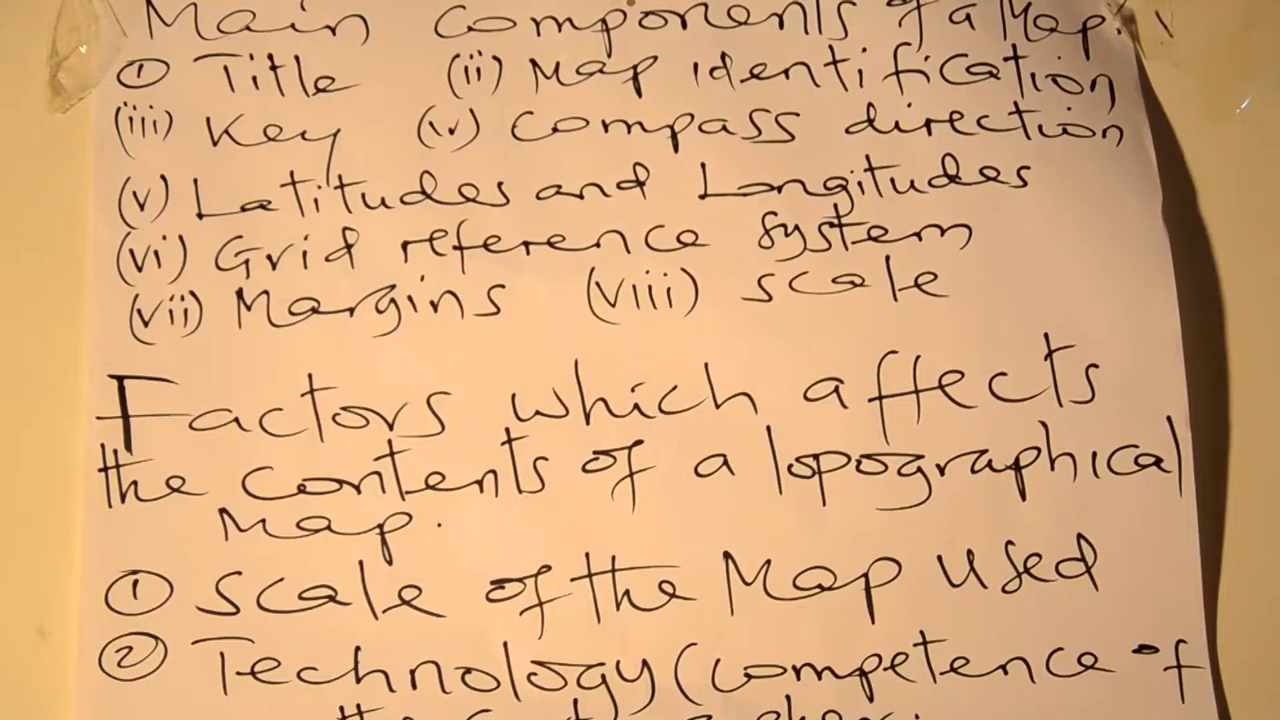 Main components of a Map.
① Title (ii) Map identification
(iii) Key (iv) compass direction
(v) Latitudes and Longitudes
(vi) Grid reference system
(vii) Margins (viii) scale
Factors which affects
the contents of a Topographical
Map.
① Scale of the Map used
② Technology (competence of
the